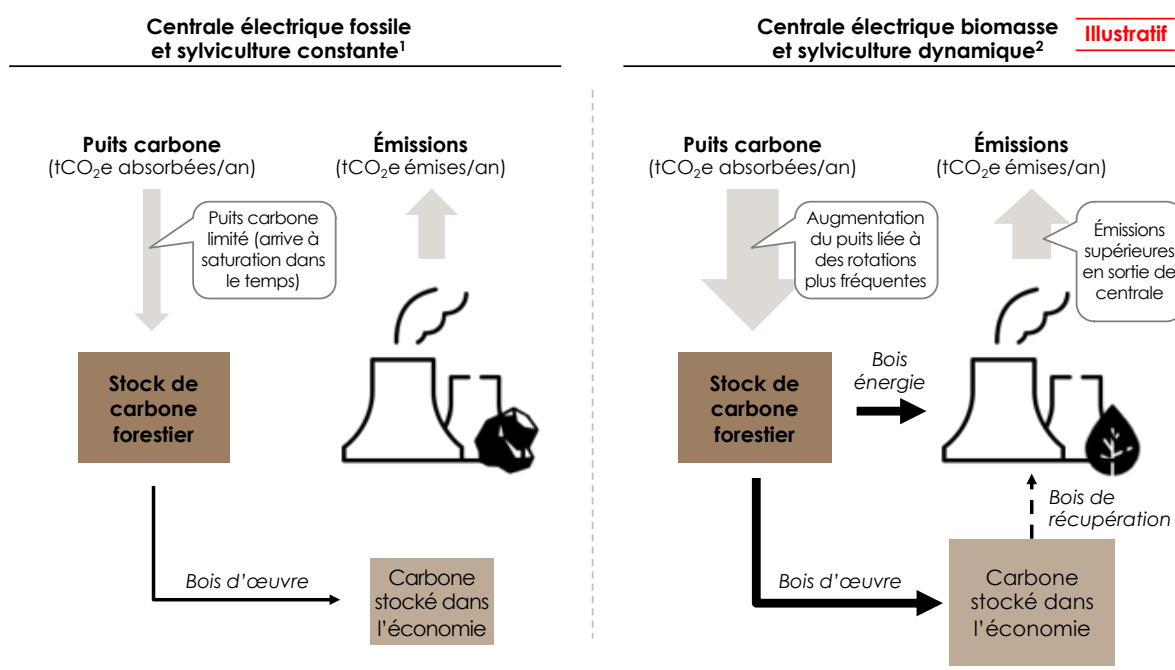 Centrale électrique fossile
et sylviculture constante¹
Puits carbone
(tCO₂e absorbées/an)
Émissions
(tCO₂e émises/an)
Puits carbone
limité (arrive à
saturation dans
le temps)
Stock de
carbone
forestier
Bois d’œuvre
Carbone
stocké dans
l’économie
Centrale électrique biomasse
et sylviculture dynamique²
Illustratif
Puits carbone
(tCO₂e absorbées/an)
Émissions
(tCO₂e émises/an)
Augmentation
du puits liée à
des rotations
plus fréquentes
Émissions
supérieures
en sortie de
centrale
Stock de
carbone
forestier
Bois
énergie
Bois de
récupération
Bois d’œuvre
Carbone
stocké dans
l’économie